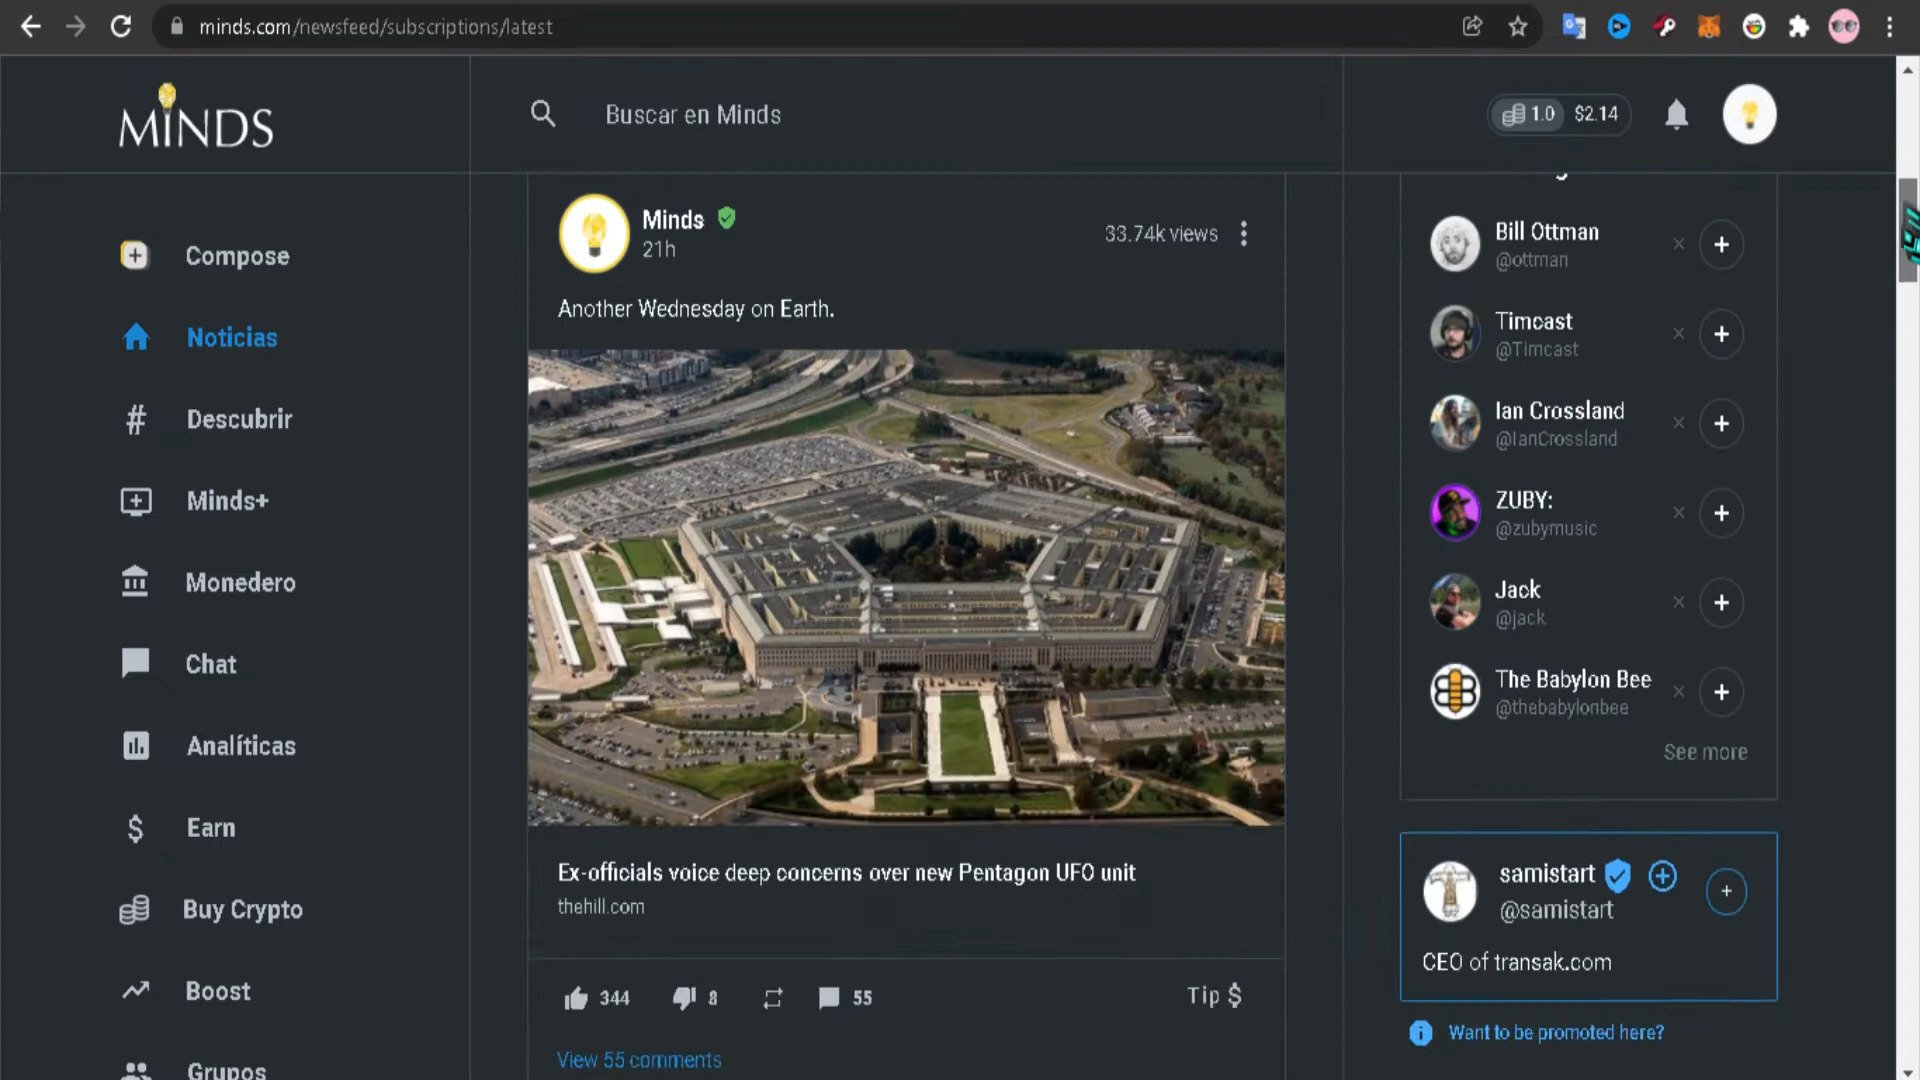 minds.com/newsfeed/subscriptions/latest
MINDS
Buscar en Minds
1.0 $2.14
Compose
Noticias
Descubrir
Minds+
Monedero
Chat
Analíticas
Earn
Buy Crypto
Boost
Grupos
Minds
21h
33.74k views
Another Wednesday on Earth.
Ex-officials voice deep concerns over new Pentagon UFO unit
thehill.com
344 8 55 Tip $
View 55 comments
Bill Ottman
@ottman
Timcast
@Timcast
Ian Crossland
@IanCrossland
ZUBY:
@zubymusic
Jack
@jack
The Babylon Bee
@thebabylonbee
See more
samistart
@samistart
CEO of transak.com
Want to be promoted here?